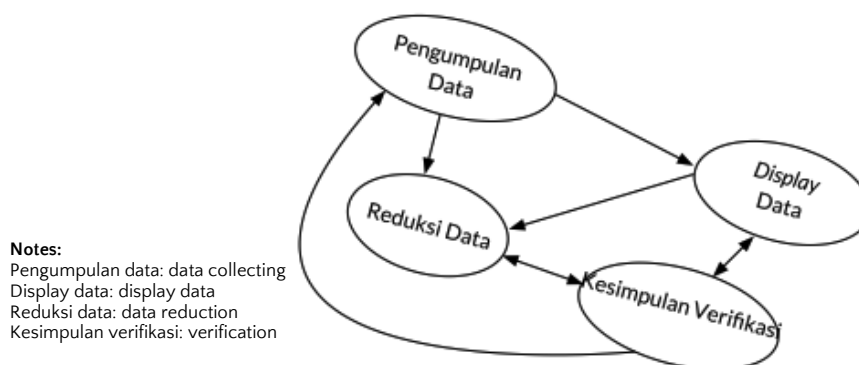 Pengumpulan
Data
Display
Data
Reduksi Data
Kesimpulan Verifikasi
Notes:
Pengumpulan data: data collecting
Display data: display data
Reduksi data: data reduction
Kesimpulan verifikasi: verification